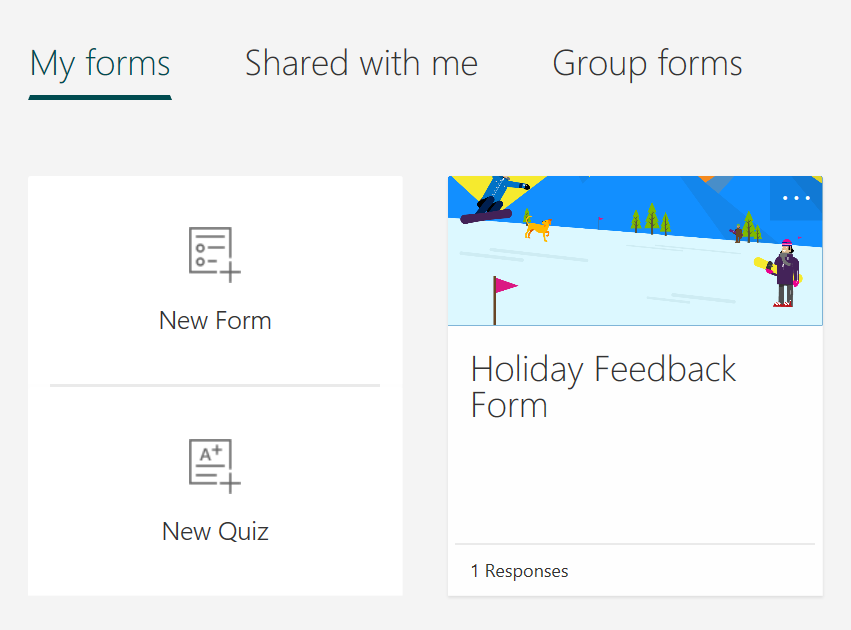 My forms
Shared with me
Group forms
New Form
A+
New Quiz
Holiday Feedback
Form
1 Responses